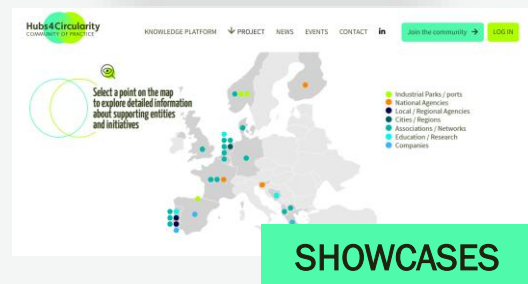 Hubs4Circularity
COMMUNITY OF PRACTICE
KNOWLEDGE PLATFORM PROJECT NEWS EVENTS CONTACT in Join the community → LOG IN
Select a point on the map
to explore detailed information
about supporting entities
and initiatives
Industrial Parks / ports
National Agencies
Local / Regional Agencies
Cities / Regions
Associations / Networks
Education / Research
Companies
SHOWCASES